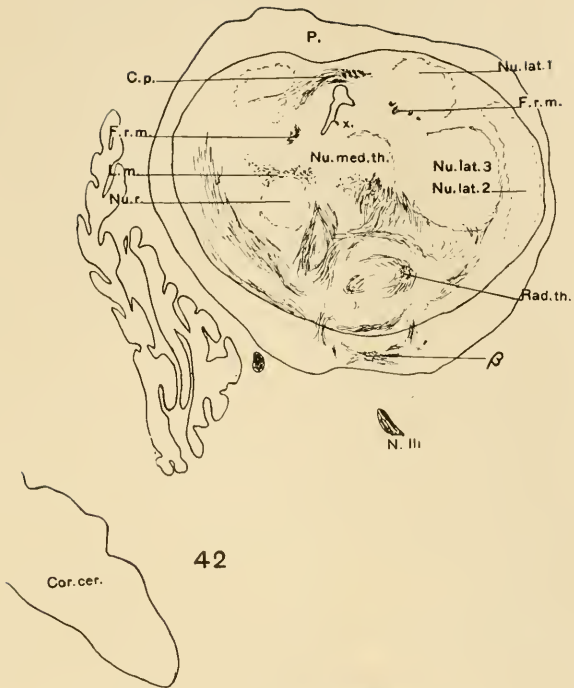 P.
C.p.
Nu.lat.1
F.r.m.
x.
F.r.m.
Nu.med.th.
Nu.lat.3
L.m.
Nu.lat.2
Nu.r.
Rad.th.
β
N. III
42
Cor.cer.